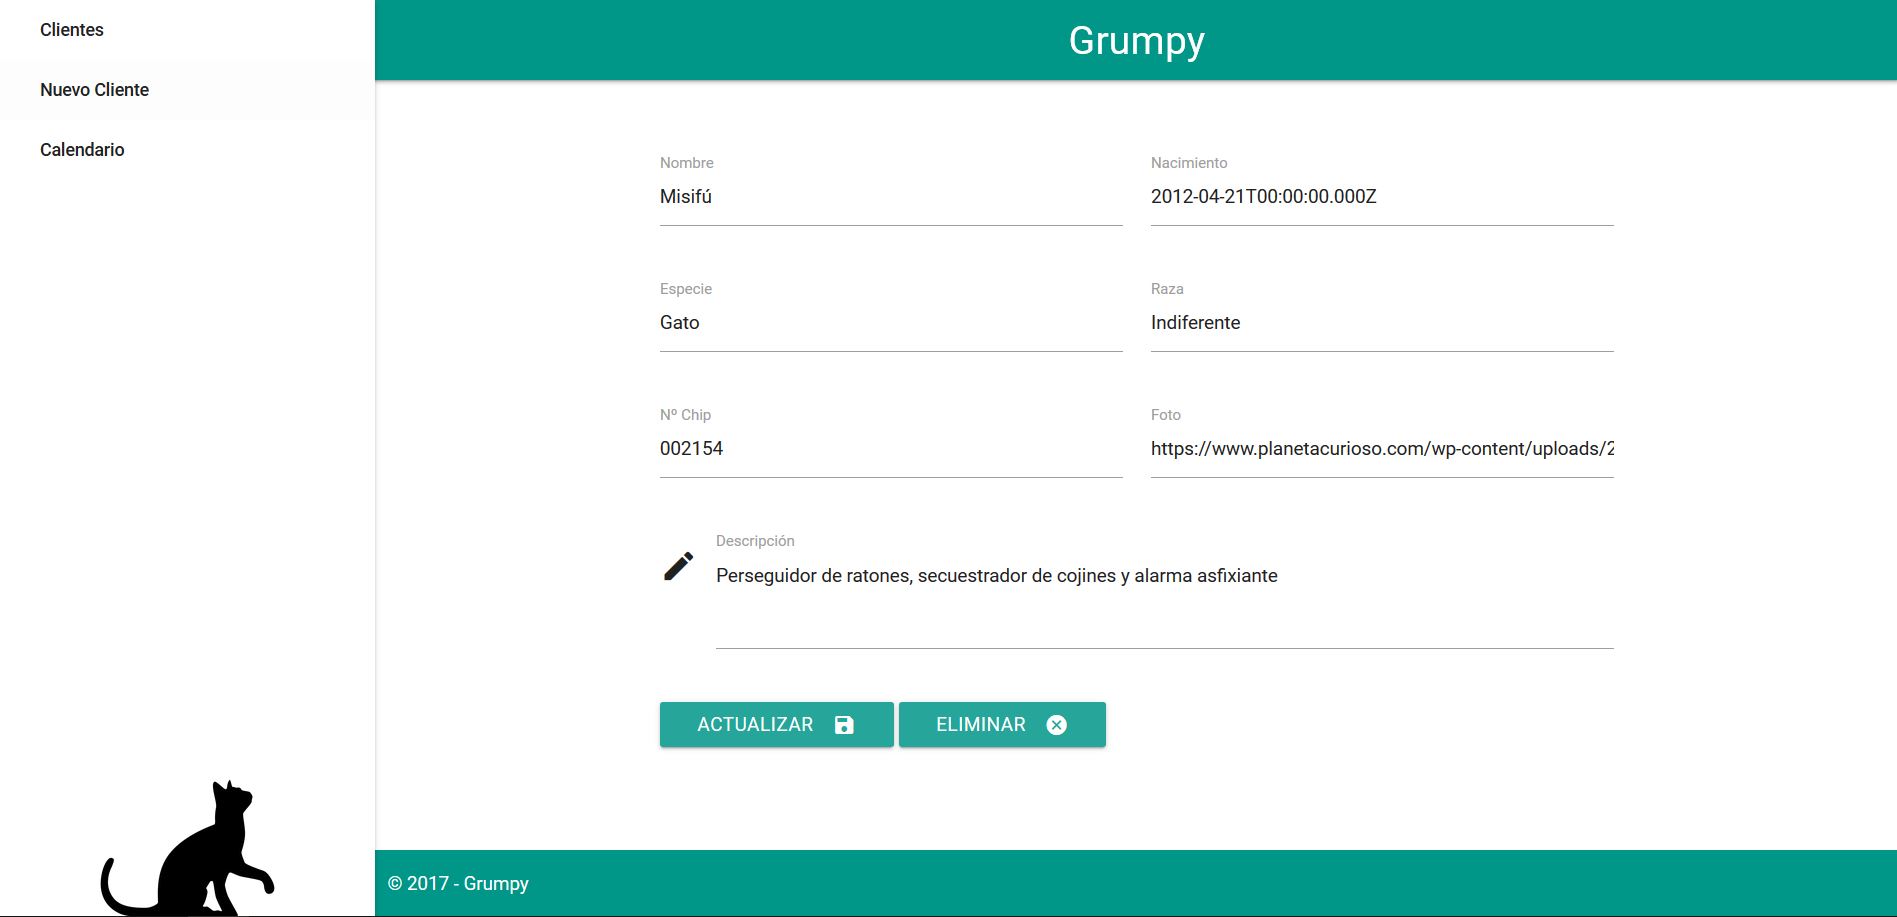 Clientes
Nuevo Cliente
Calendario
Grumpy
Nombre
Misifú
Nacimiento
2012-04-21T00:00:00.000Z
Especie
Gato
Raza
Indiferente
Nº Chip
002154
Foto
https://www.planetacurioso.com/wp-content/uploads/2
Descripción
Perseguidor de ratones, secuestrador de cojines y alarma asfixiante
ACTUALIZAR
ELIMINAR
© 2017 - Grumpy